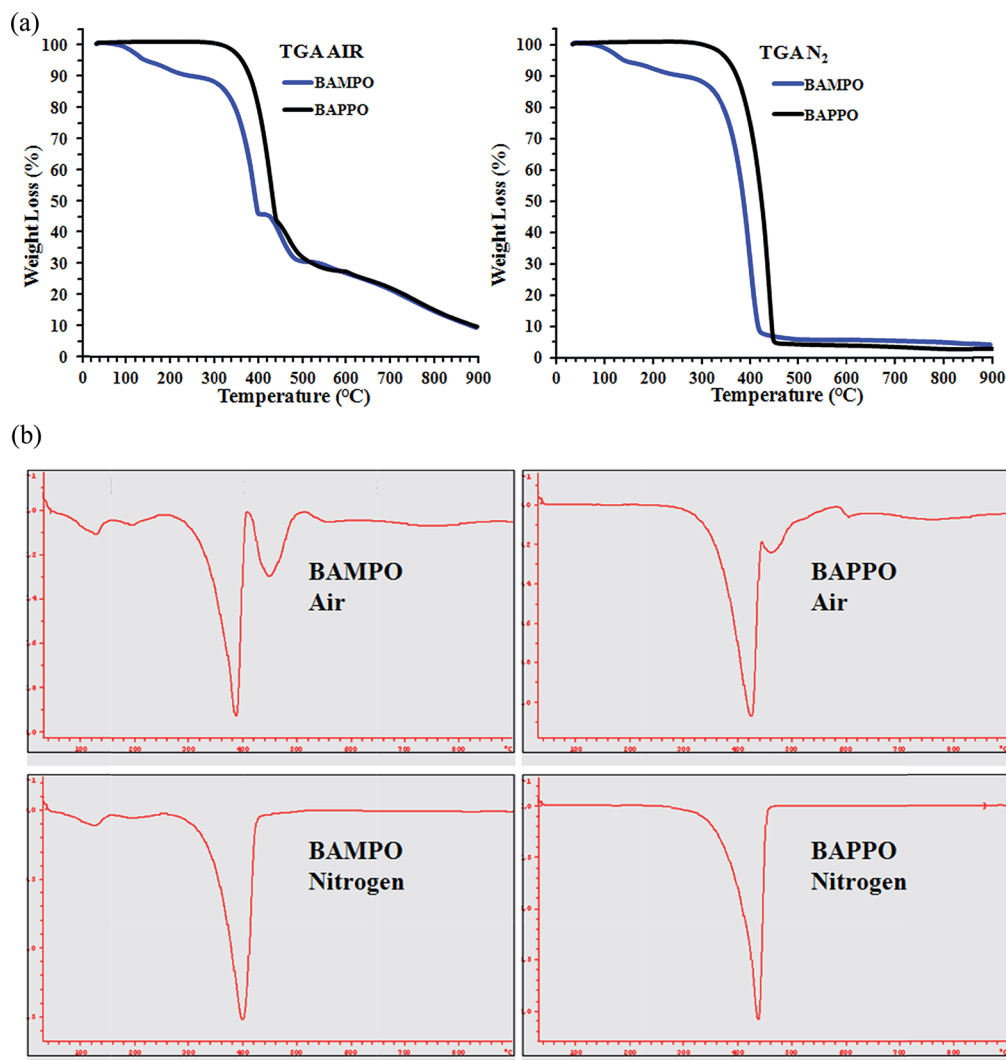 (a)
TGA AIR
BAMPO
BAPPO
Weight Loss (%)
100
90
80
70
60
50
40
30
20
10
0
0 100 200 300 400 500 600 700 800 900
Temperature (°C)
TGA N₂
BAMPO
BAPPO
Weight Loss (%)
100
90
80
70
60
50
40
30
20
10
0
0 100 200 300 400 500 600 700 800 900
Temperature (°C)
(b)
BAMPO
Air
BAPPO
Air
BAMPO
Nitrogen
BAPPO
Nitrogen